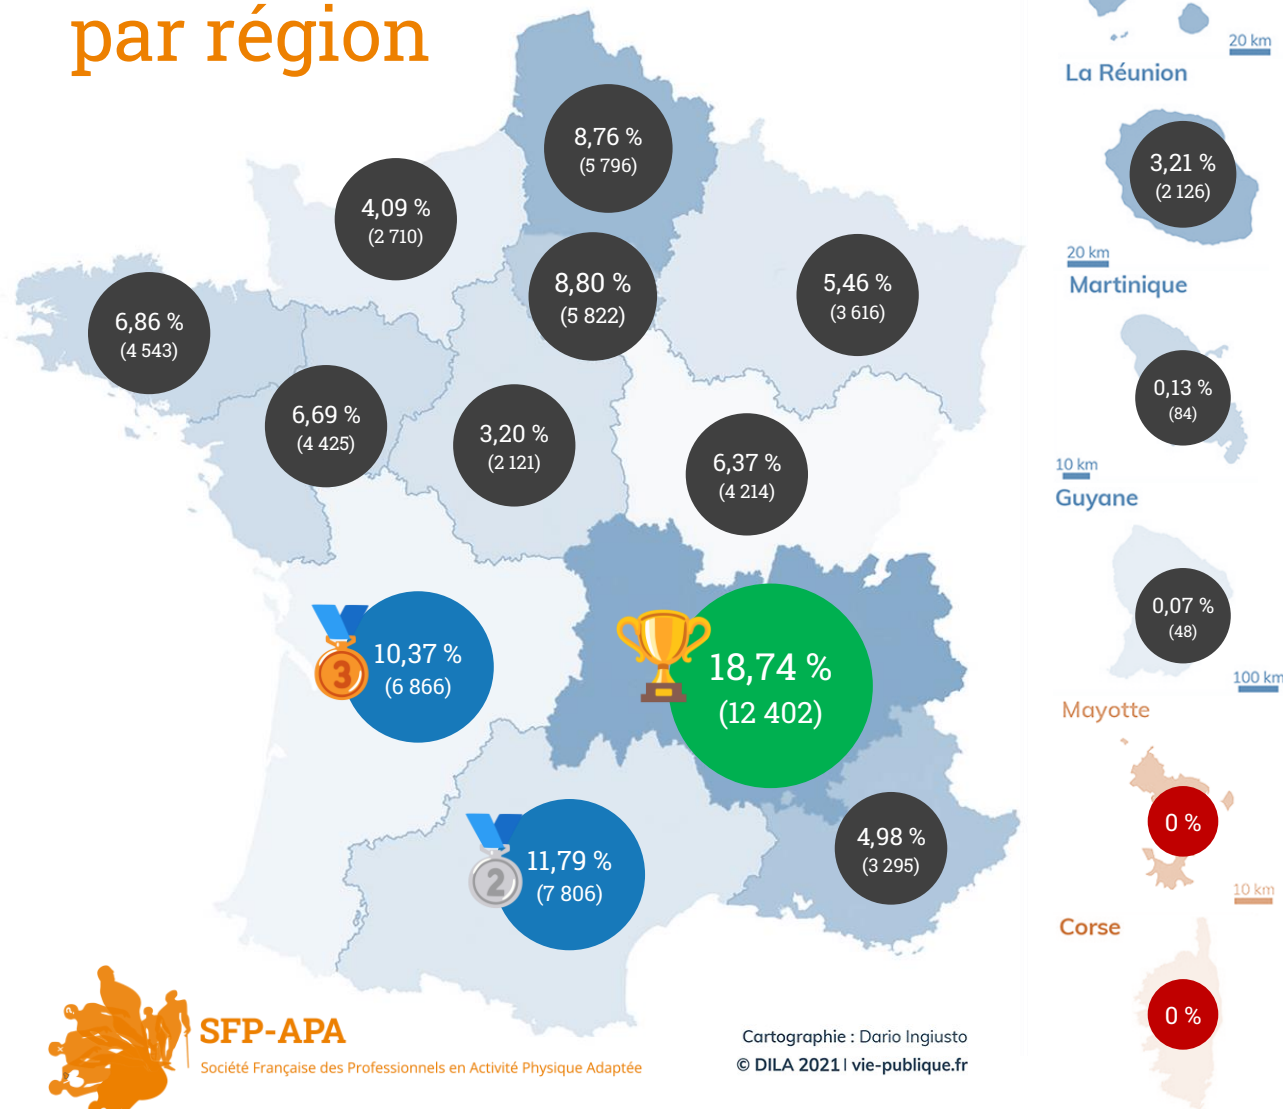 par région
20 km
La Réunion
8,76 %
(5 796)
3,21 %
(2 126)
4,09 %
(2 710)
20 km
Martinique
8,80 %
(5 822)
5,46 %
(3 616)
6,86 %
(4 543)
0,13 %
(84)
6,69 %
(4 425)
3,20 %
(2 121)
6,37 %
(4 214)
10 km
Guyane
0,07 %
(48)
3
10,37 %
(6 866)
18,74 %
(12 402)
100 km
Mayotte
0 %
2
11,79 %
(7 806)
4,98 %
(3 295)
10 km
Corse
0 %
SFP-APA
Société Française des Professionnels en Activité Physique Adaptée
Cartographie : Dario Ingiusto
© DILA 2021 | vie-publique.fr